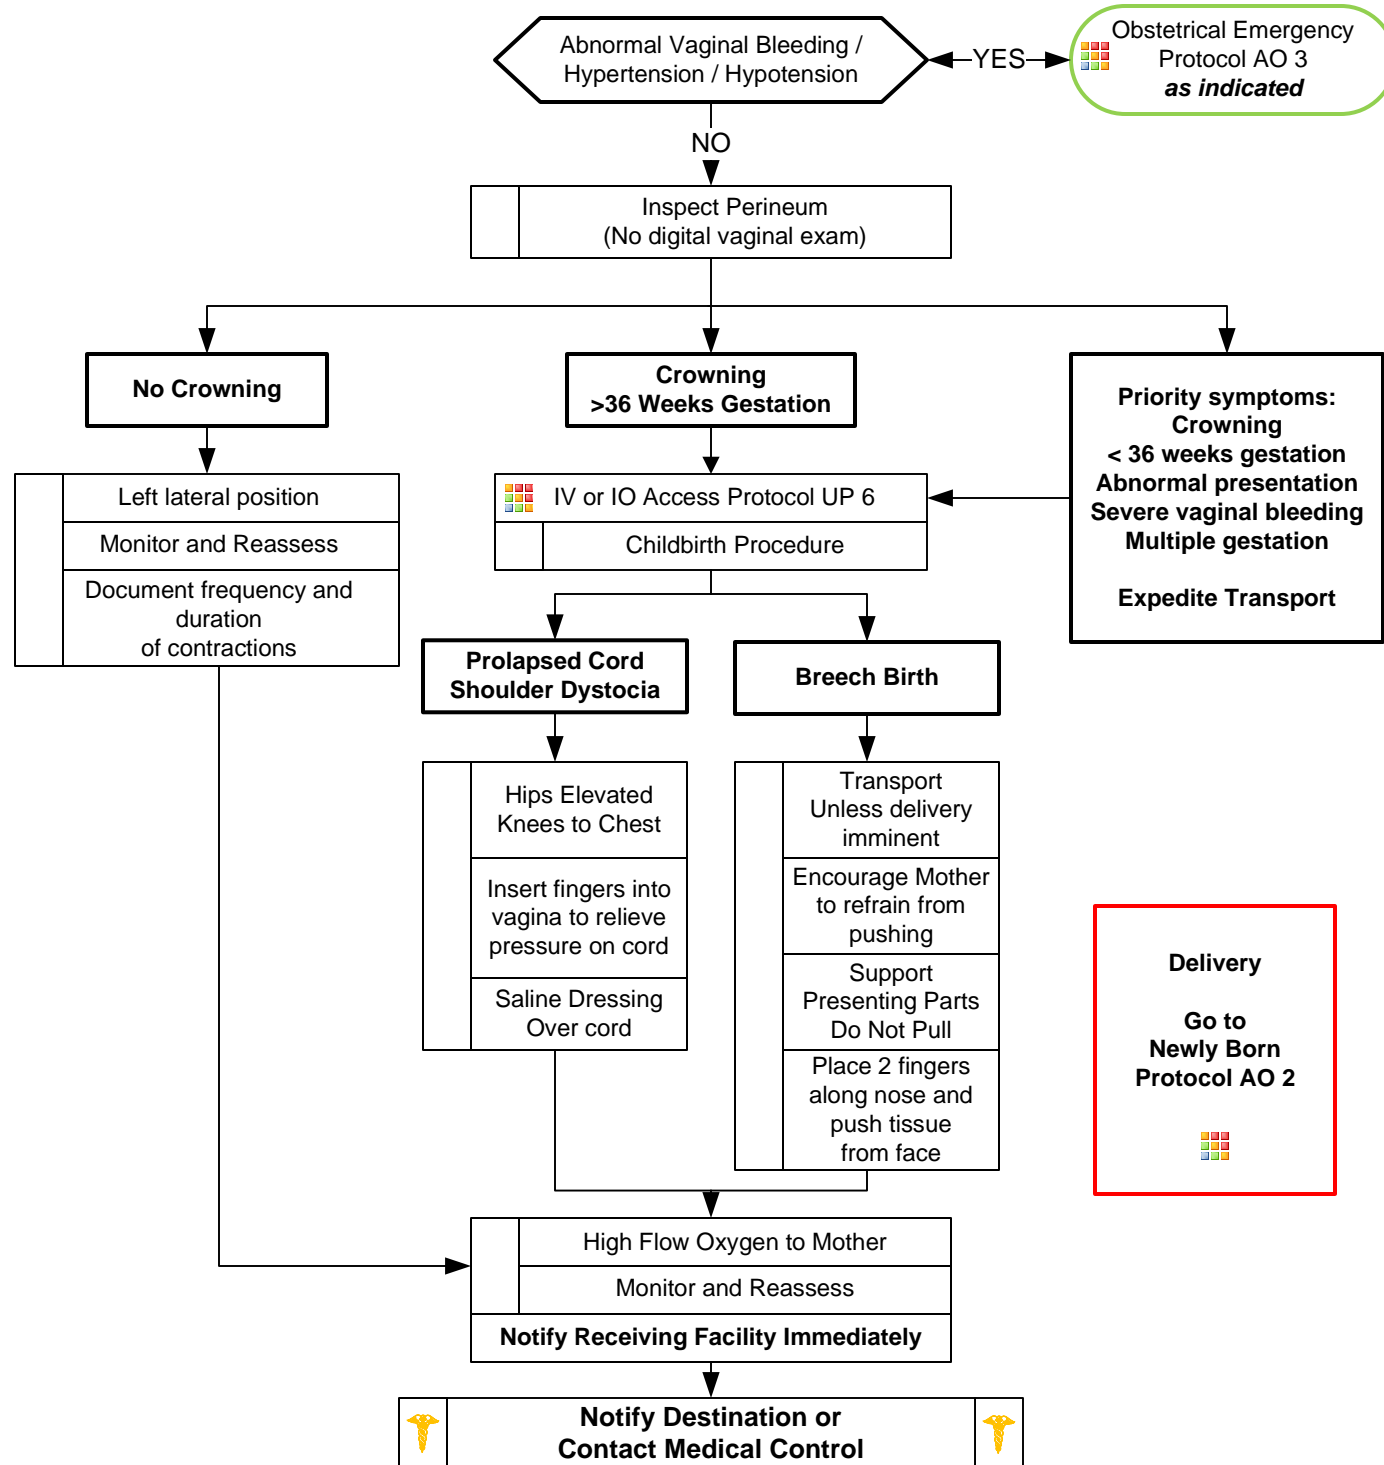 Abnormal Vaginal Bleeding /
Hypertension / Hypotension
YES
Obstetrical Emergency
Protocol AO 3
as indicated
NO
Inspect Perineum
(No digital vaginal exam)
No Crowning
Crowning
>36 Weeks Gestation
Priority symptoms:
Crowning
< 36 weeks gestation
Abnormal presentation
Severe vaginal bleeding
Multiple gestation
Expedite Transport
Left lateral position
Monitor and Reassess
Document frequency and
duration
of contractions
IV or IO Access Protocol UP 6
Childbirth Procedure
Prolapsed Cord
Shoulder Dystocia
Breech Birth
Hips Elevated
Knees to Chest
Insert fingers into
vagina to relieve
pressure on cord
Saline Dressing
Over cord
Transport
Unless delivery
imminent
Encourage Mother
to refrain from
pushing
Support
Presenting Parts
Do Not Pull
Place 2 fingers
along nose and
push tissue
from face
Delivery
Go to
Newly Born
Protocol AO 2
High Flow Oxygen to Mother
Monitor and Reassess
Notify Receiving Facility Immediately
Notify Destination or
Contact Medical Control